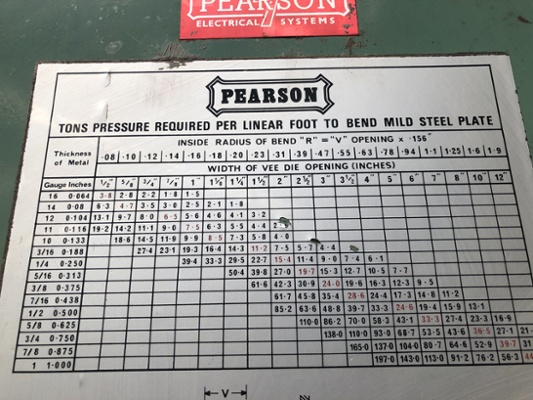 PEARSON
ELECTRICAL SYSTEMS
PEARSON
TONS PRESSURE REQUIRED PER LINEAR FOOT TO BEND MILD STEEL PLATE
Thickness of Metal
INSIDE RADIUS OF BEND "R" = "V" OPENING x ·156"
·08 ·10 ·12 ·14 ·16 ·18 ·20 ·23 ·31 ·39 ·47 ·55 ·63 ·78 ·94 1·1 1·25 1·6 1·9
WIDTH OF VEE DIE OPENING (INCHES)
Gauge Inches 1/2" 5/8" 3/4" 7/8" 1" 1 1/8" 1 1/4" 1 1/2" 2" 2 1/2" 3" 3 1/2" 4" 5" 6" 7" 8" 10" 12"
16 0·064 3·8 2·8 2·2 1·8 1·5
14 0·08 6·3 4·7 3·5 3·0 2·5 2·1 1·8
12 0·104 13·1 9·7 8·0 6·5 5·6 4·6 4·1 3·2
11 0·116 19·2 14·2 11·1 9·0 7·5 6·3 5·5 4·4
10 0·133 18·6 14·5 11·9 9·9 8·5 7·3 5·8 4·0
3/16 0·188 27·4 23·1 19·3 16·4 14·3 11·2 7·5 5·7 4·4
1/4 0·250 39·4 33·3 29·5 22·7 15·4 11·4 9·0 7·4 6·1
5/16 0·313 50·4 39·8 27·0 19·7 15·3 12·7 10·5 7·7
3/8 0·375 61·6 42·3 30·9 24·0 19·6 16·3 12·3 9·5
7/16 0·438 61·7 45·8 35·4 28·6 24·4 17·3 14·8 11·2
1/2 0·500 85·2 63·6 48·8 39·5 33·2 24·6 19·4 15·9 13·1
5/8 0·625 110·0 86·2 70·0 58·3 43·1 33·3 27·4 23·3
3/4 0·750 138·0 110·0 93·0 68·7 53·5 43·5 36·5 27·1
7/8 0·875 165·0 137·0 100·0 80·7 64·6 52·9 39·7
1 1·000 197·0 143·0 113·0 91·2 76·2 56·3
V